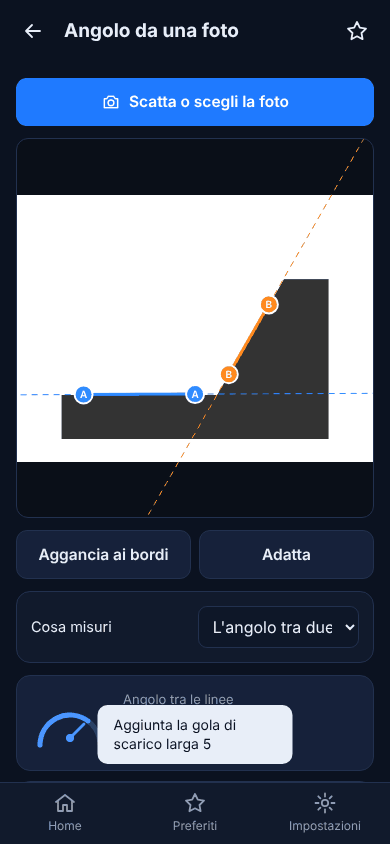 Angolo da una foto
Scatta o scegli la foto
B
B
A
A
Aggancia ai bordi
Adatta
Cosa misuri
L'angolo tra due
Angolo tra le linee
Aggiunta la gola di
scarico larga 5
Home
Preferiti
Impostazioni